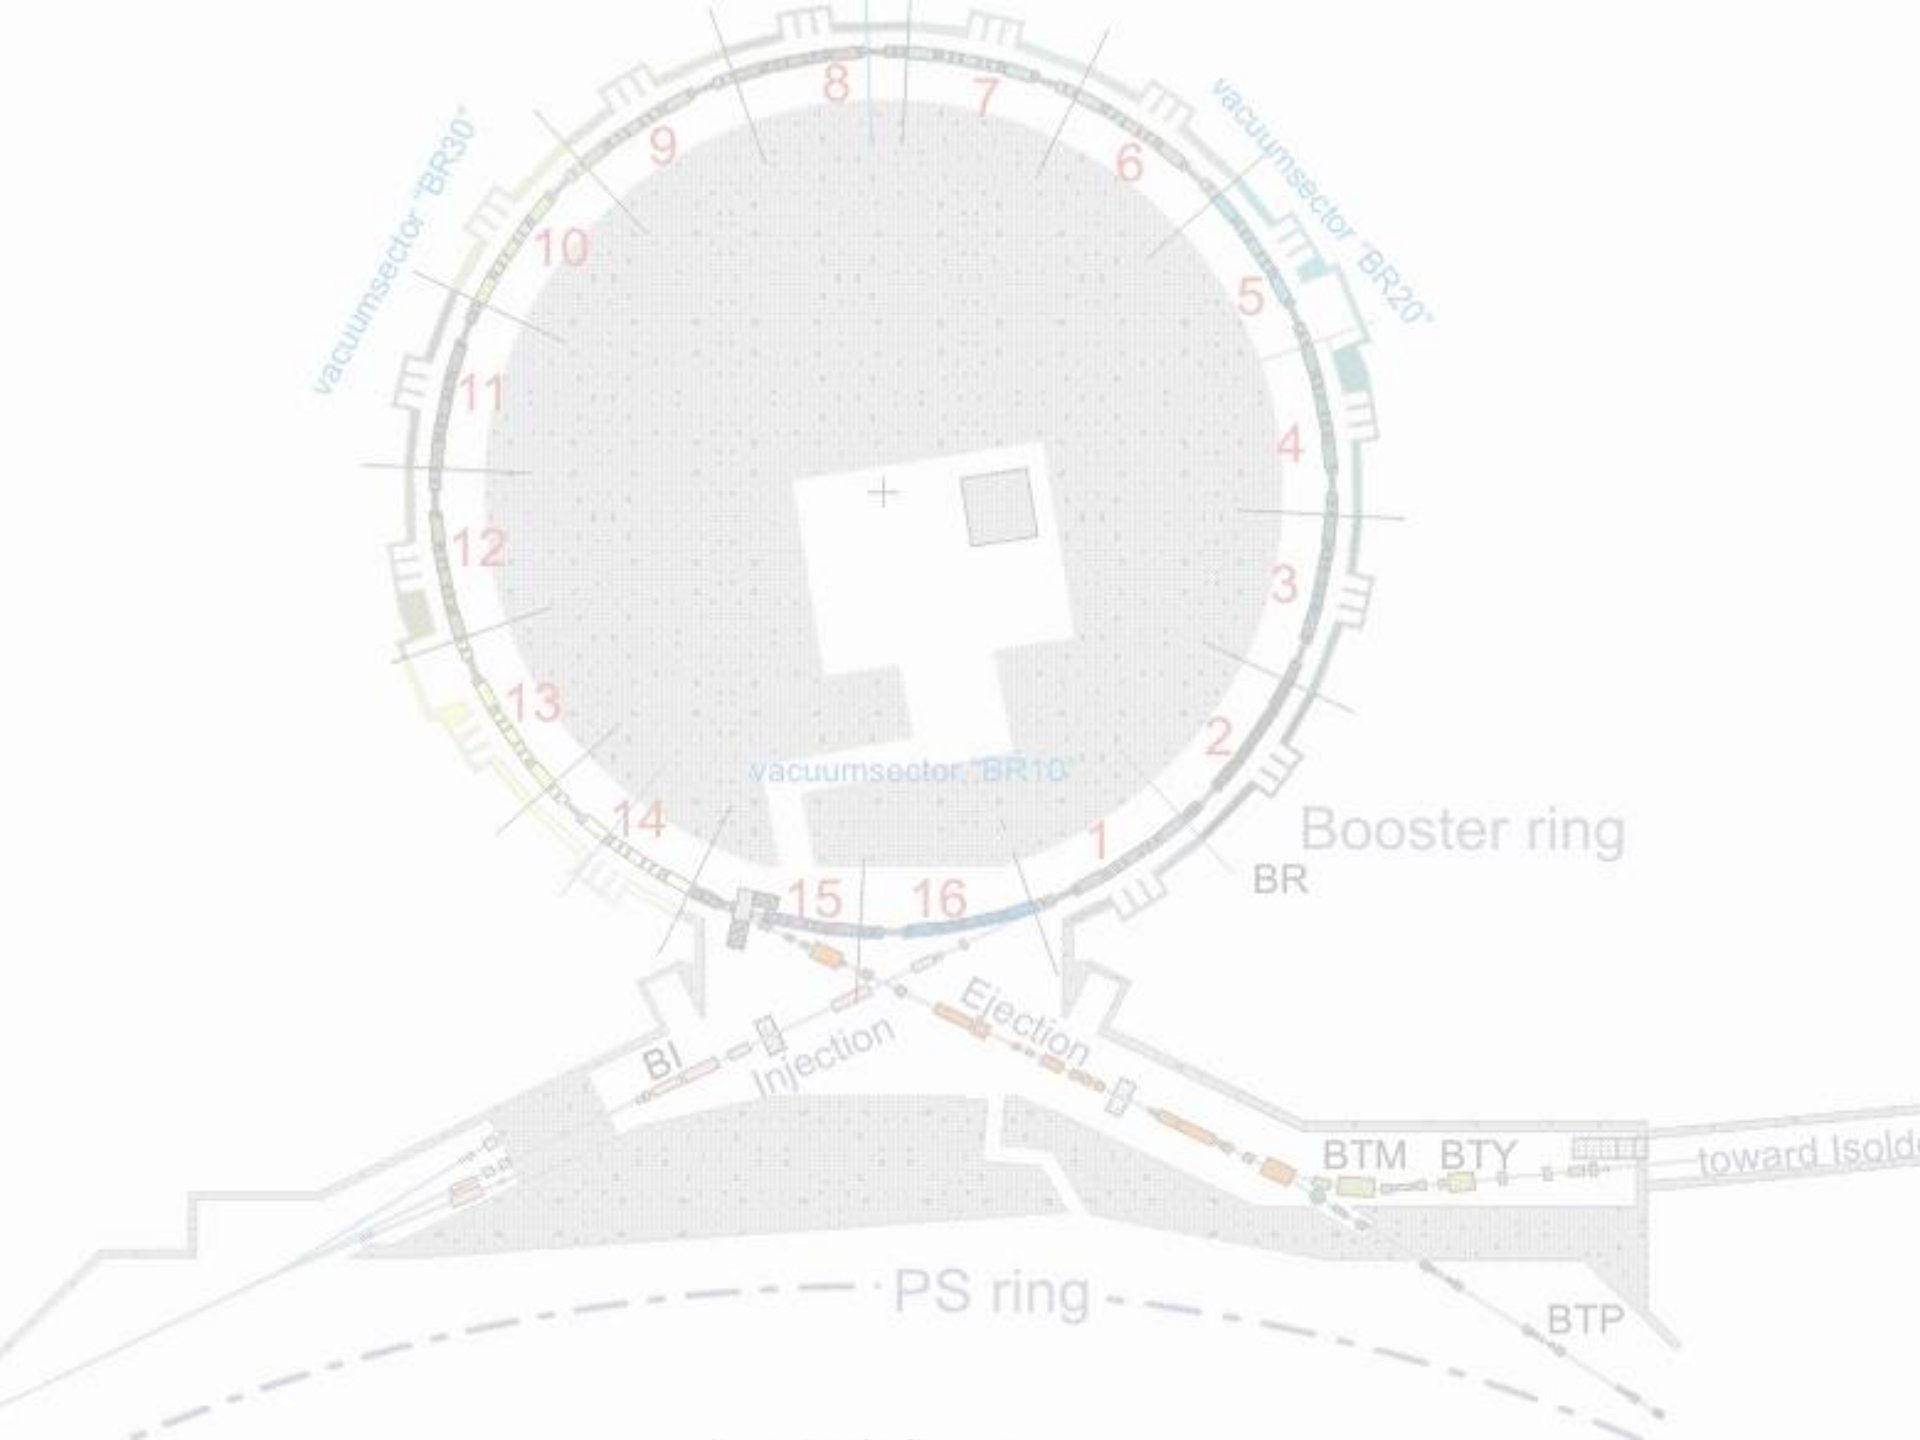 8
7
9
6
vacuumsector "BR30"
vacuumsector "BR20"
10
5
11
4
12
3
13
2
vacuumsector "BR10"
14
1
Booster ring
BR
15
16
Ejection
Injection
BI
BTM
BTY
toward
PS ring
BTP